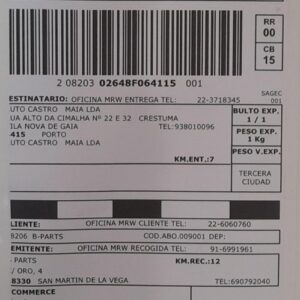 RR
00
CB
15
2 08203 02648F064115 001
SAGEC
ESTINATARIO: OFICINA MRW ENTREGA TEL: 22-3718345 001
UTO CASTRO MAIA LDA
BULTO EXP.
1 / 1
UA ALTO DA CIMALHA Nº 22 E 32 CRESTUMA
ILA NOVA DE GAIA TEL:938010096
PESO EXP.
1 Kg
415 PORTO
UTO CASTRO MAIA LDA
PESO V.EXP.
KM.ENT.:7
TERCERA
CIUDAD
LIENTE: OFICINA MRW CLIENTE TEL: 22-6060760
8206 B-PARTS COD.ABO.009001 DEP:
EMITENTE: OFICINA MRW RECOGIDA TEL: 91-6991961
- PARTS
KM.REC.:12
/ ORO, 4
8330 SAN MARTIN DE LA VEGA TEL:690792040
COMMERCE